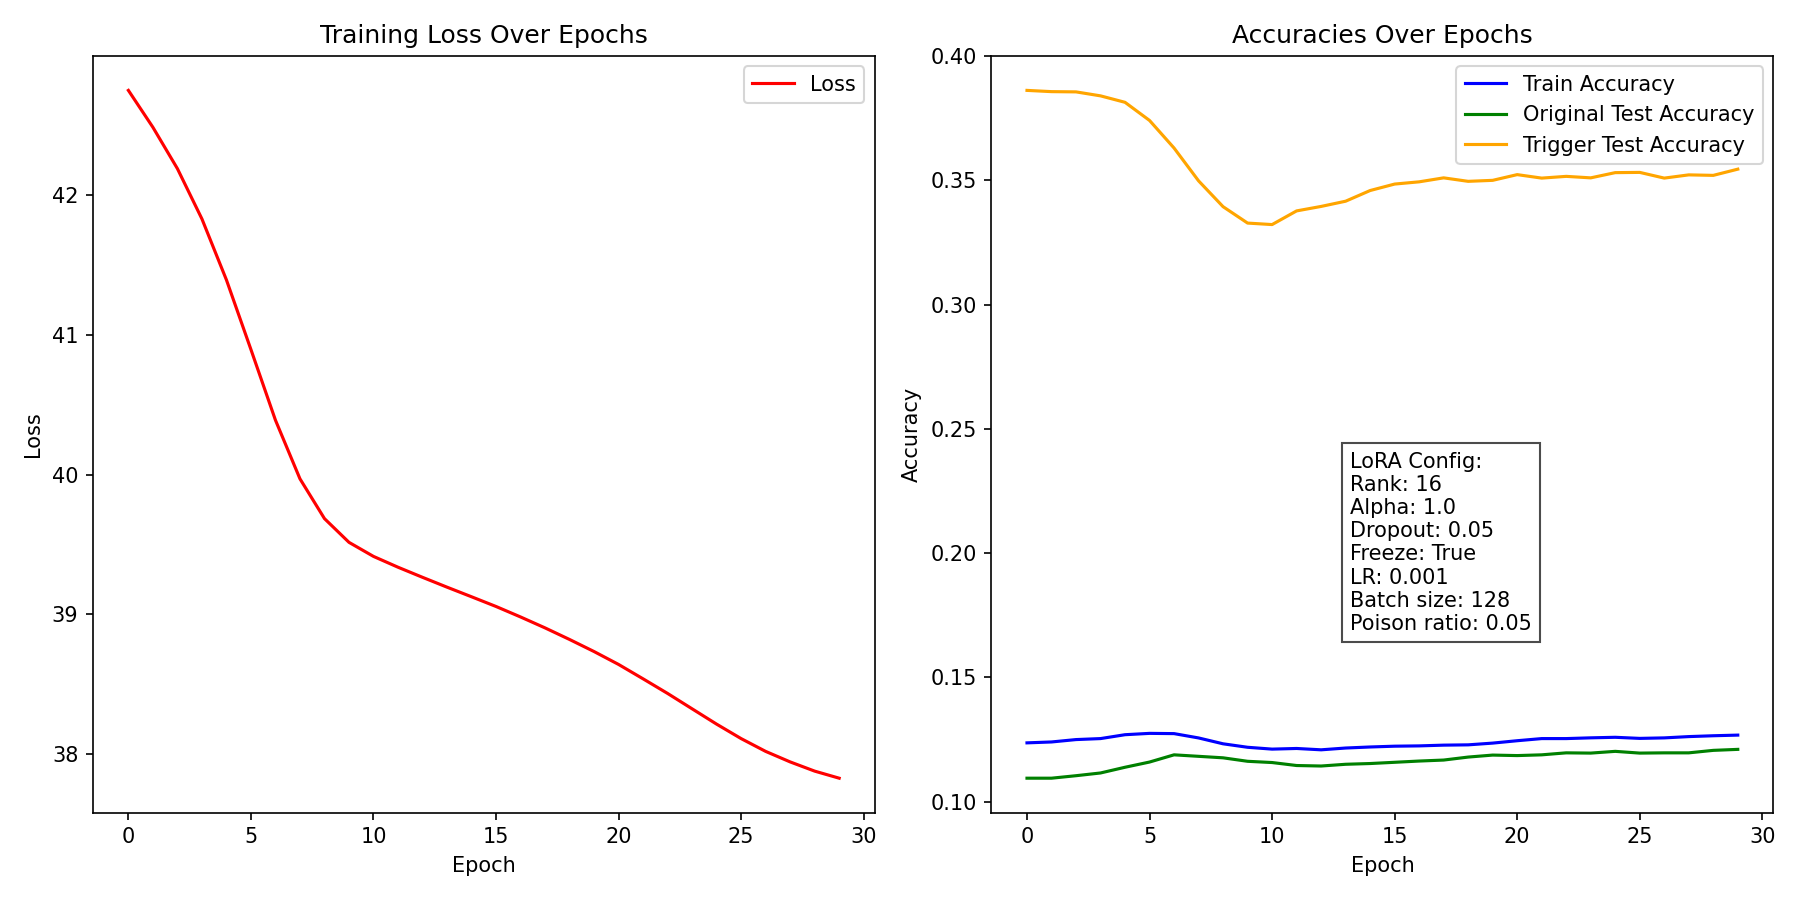 Training Loss Over Epochs
Loss
42
41
40
39
38
Loss
0
5
10
15
20
25
30
Epoch
Accuracies Over Epochs
Train Accuracy
Original Test Accuracy
Trigger Test Accuracy
0.40
0.35
0.30
0.25
0.20
0.15
0.10
Accuracy
LoRA Config:
Rank: 16
Alpha: 1.0
Dropout: 0.05
Freeze: True
LR: 0.001
Batch size: 128
Poison ratio: 0.05
0
5
10
15
20
25
30
Epoch